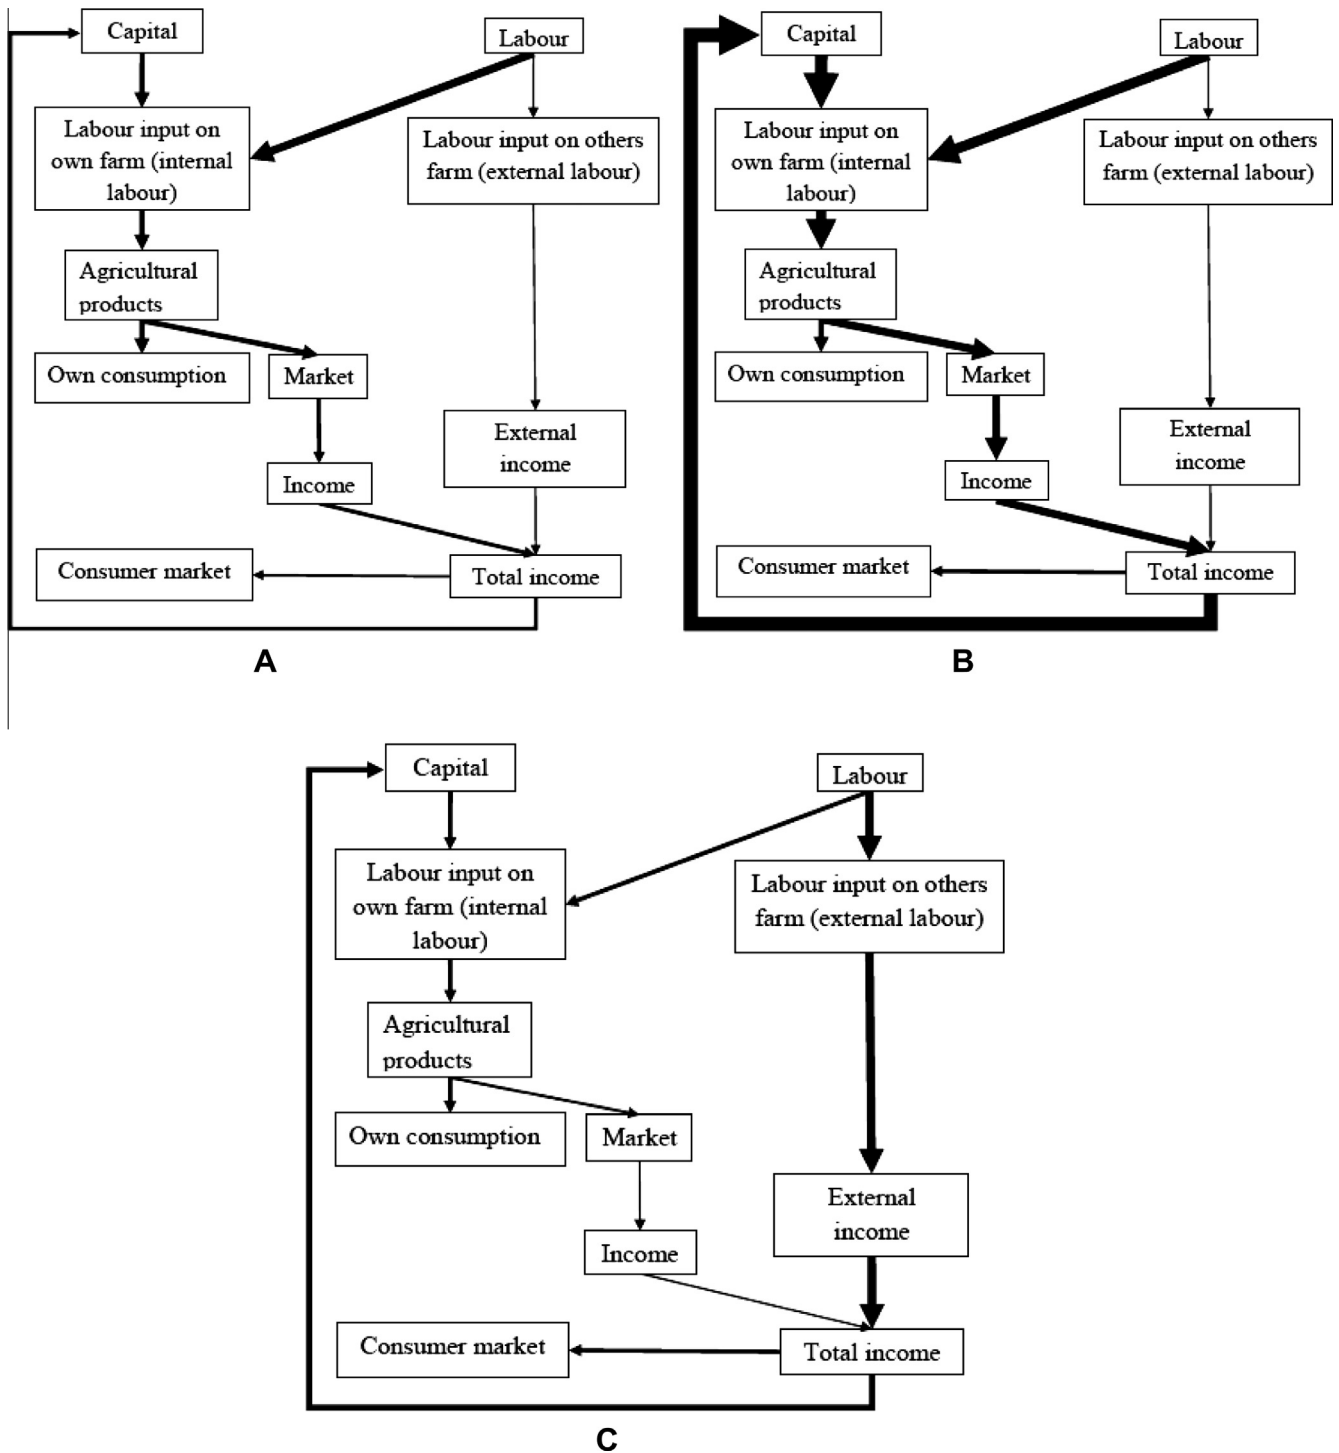 Capital
Labour
Labour input on
own farm (internal
labour)
Labour input on others
farm (external labour)
Agricultural
products
Own consumption
Market
External
income
Income
Consumer market
Total income
A
Capital
Labour
Labour input on
own farm (internal
labour)
Labour input on others
farm (external labour)
Agricultural
products
Own consumption
Market
External
income
Income
Consumer market
Total income
B
Capital
Labour
Labour input on
own farm (internal
labour)
Labour input on others
farm (external labour)
Agricultural
products
Own consumption
Market
External
income
Income
Consumer market
Total income
C